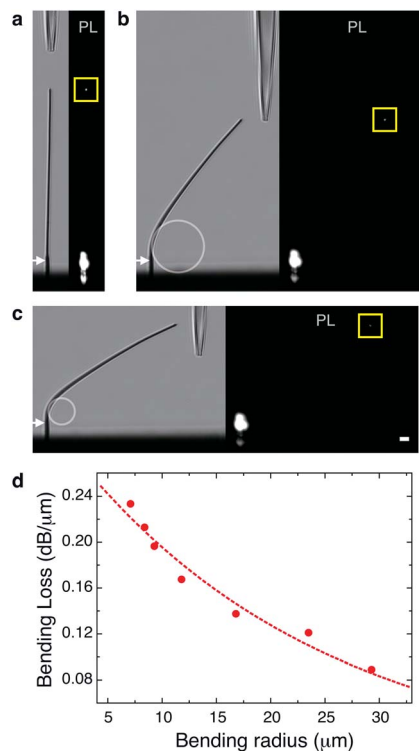 a
b
PL
PL
c
PL
d
Bending Loss (dB/μm)
0.24
0.20
0.16
0.12
0.08
5 10 15 20 25 30
Bending radius (μm)